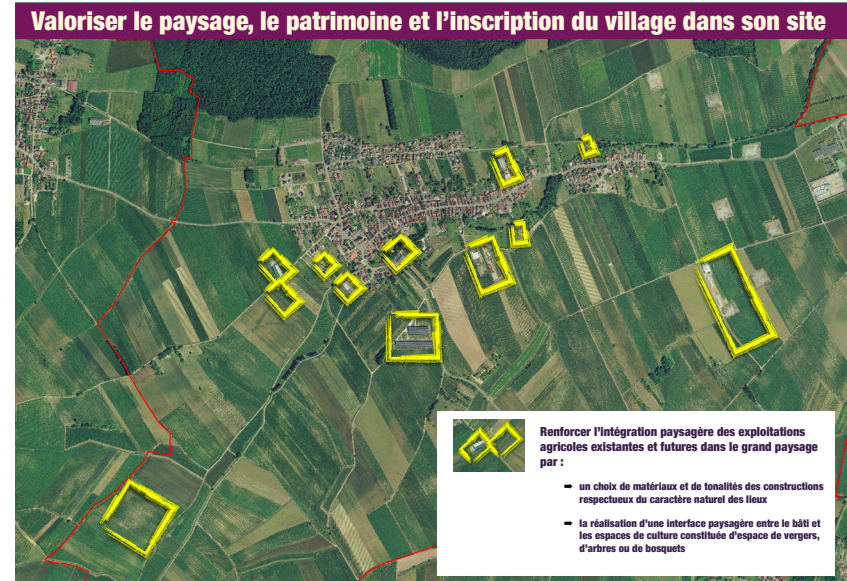 Valoriser le paysage, le patrimoine et l'inscription du village dans son site
Renforcer l'intégration paysagère des exploitations
agricoles existantes et futures dans le grand paysage
par :
➡ un choix de matériaux et de tonalités des constructions
respectueux du caractère naturel des lieux
➡ la réalisation d'une interface paysagère entre le bâti et
les espaces de culture constituée d'espace de vergers,
d'arbres ou de bosquets